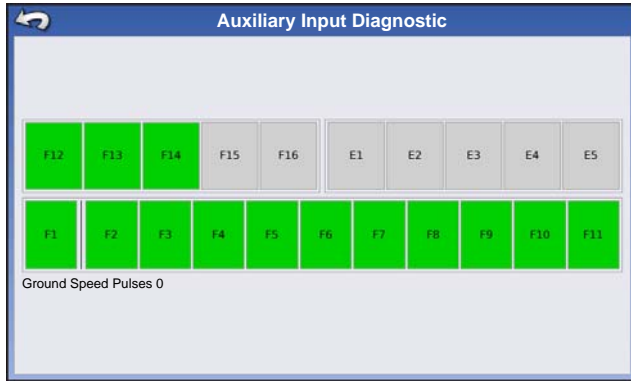 Auxiliary Input Diagnostic
F12 F13 F14 F15 F16 E1 E2 E3 E4 E5
F1 F2 F3 F4 F5 F6 F7 F8 F9 F10 F11
Ground Speed Pulses 0